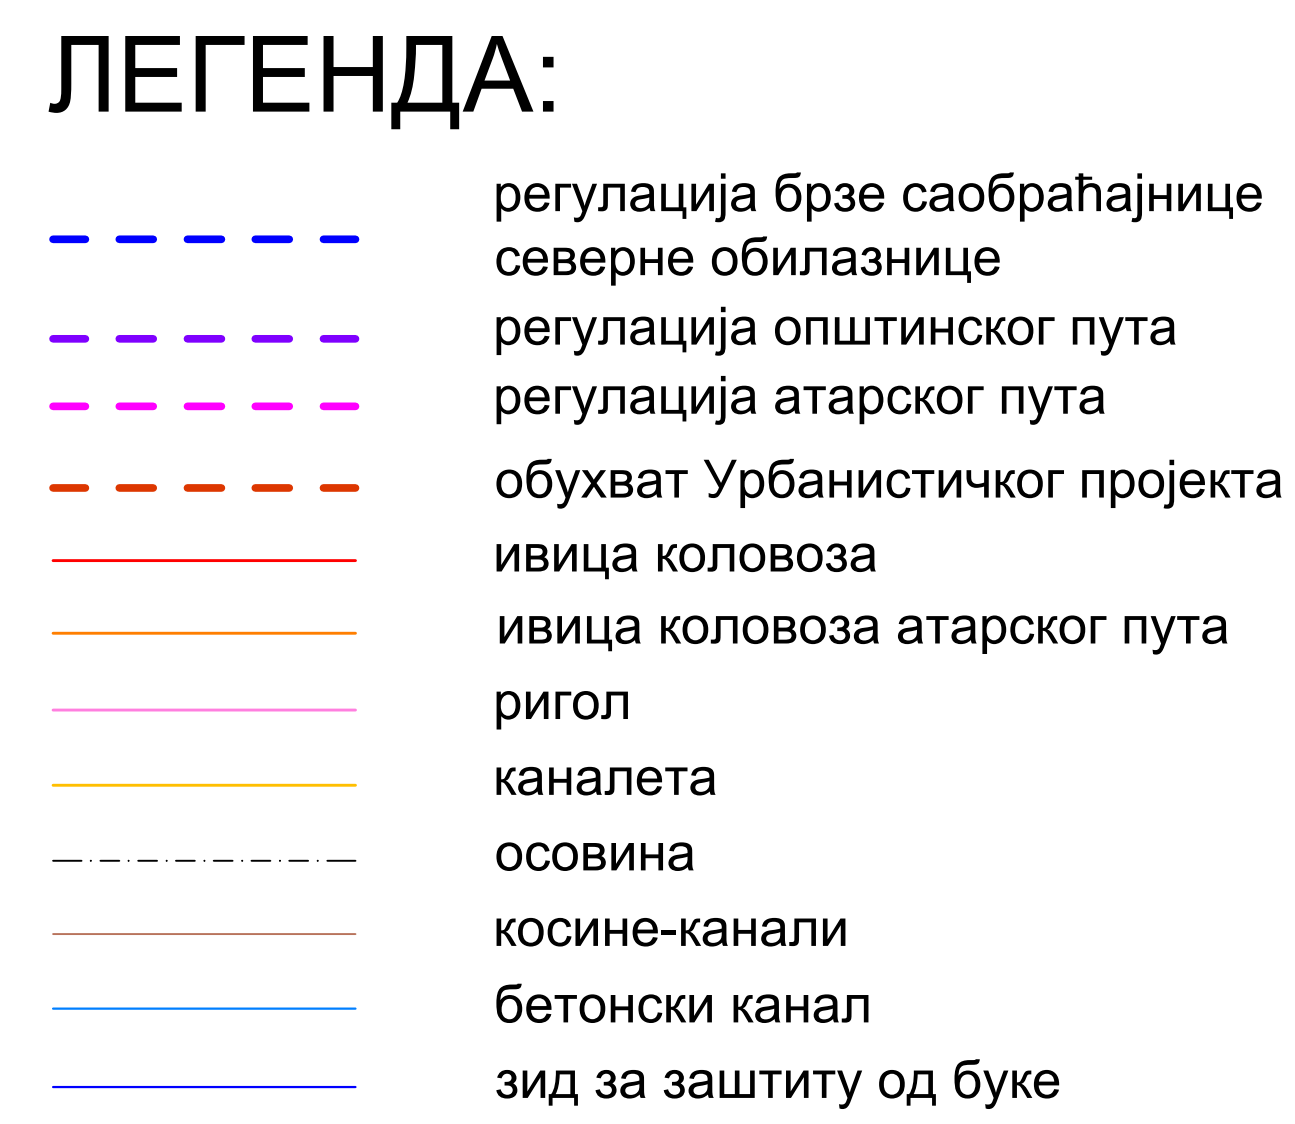 ЛЕГЕНДА:
регулација брзе саобраћајнице
северне обилазнице
регулација општинског пута
регулација атарског пута
обухват Урбанистичког пројекта
ивица коловоза
ивица коловоза атарског пута
ригол
каналета
осовина
косине-канали
бетонски канал
зид за заштиту од буке